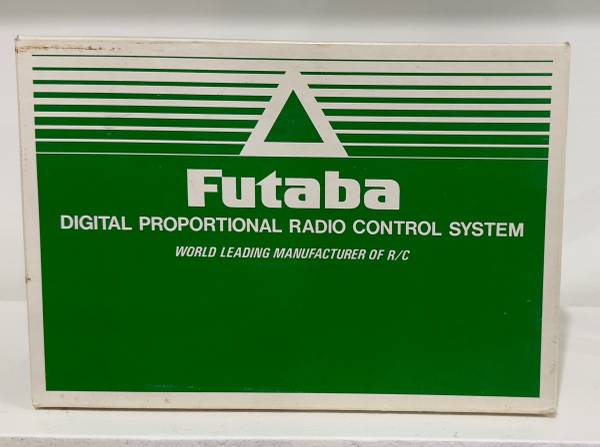 Futaba
DIGITAL PROPORTIONAL RADIO CONTROL SYSTEM
WORLD LEADING MANUFACTURER OF R/C